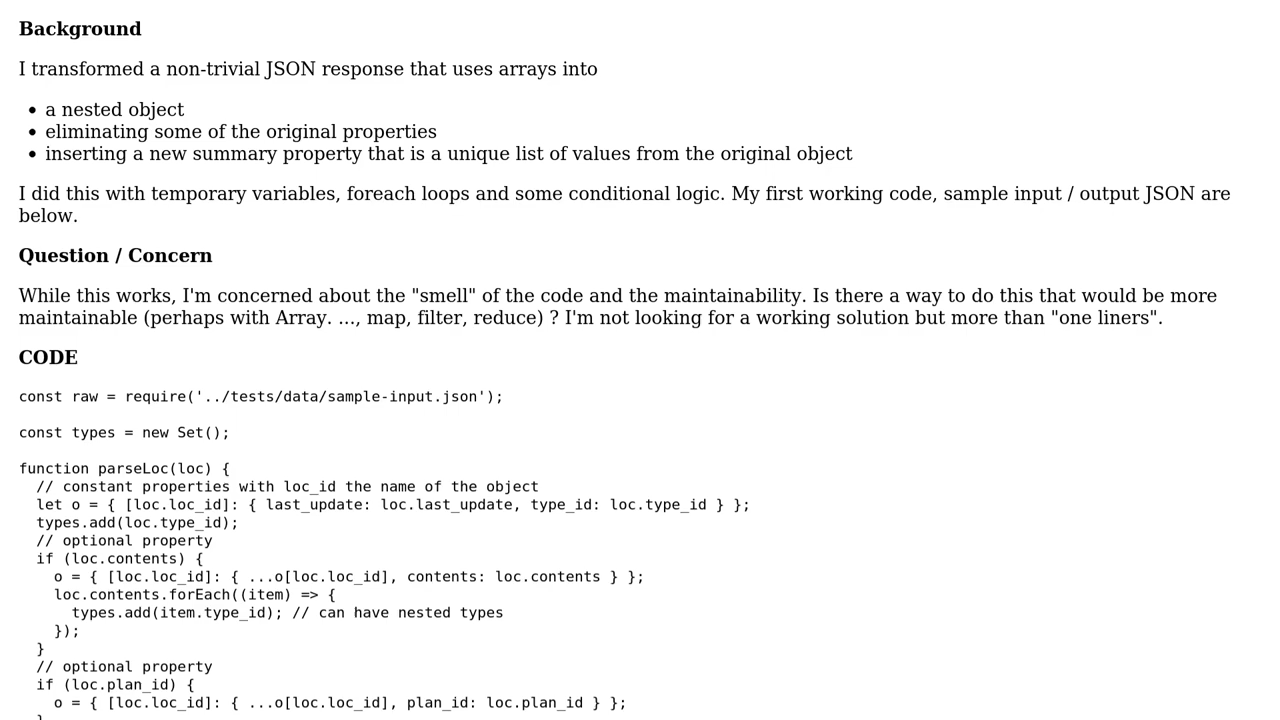 Background
I transformed a non-trivial JSON response that uses arrays into
• a nested object
• eliminating some of the original properties
• inserting a new summary property that is a unique list of values from the original object
I did this with temporary variables, foreach loops and some conditional logic. My first working code, sample input / output JSON are
below.
Question / Concern
While this works, I'm concerned about the "smell" of the code and the maintainability. Is there a way to do this that would be more
maintainable (perhaps with Array. ..., map, filter, reduce) ? I'm not looking for a working solution but more than "one liners".
CODE
const raw = require('../tests/data/sample-input.json');
const types = new Set();
function parseLoc(loc) {
  // constant properties with loc_id the name of the object
  let o = { [loc.loc_id]: { last_update: loc.last_update, type_id: loc.type_id } };
  types.add(loc.type_id);
  // optional property
  if (loc.contents) {
    o = { [loc.loc_id]: { ...o[loc.loc_id], contents: loc.contents } };
    loc.contents.forEach((item) => {
      types.add(item.type_id); // can have nested types
    });
  }
  // optional property
  if (loc.plan_id) {
    o = { [loc.loc_id]: { ...o[loc.loc_id], plan_id: loc.plan_id } };
  }